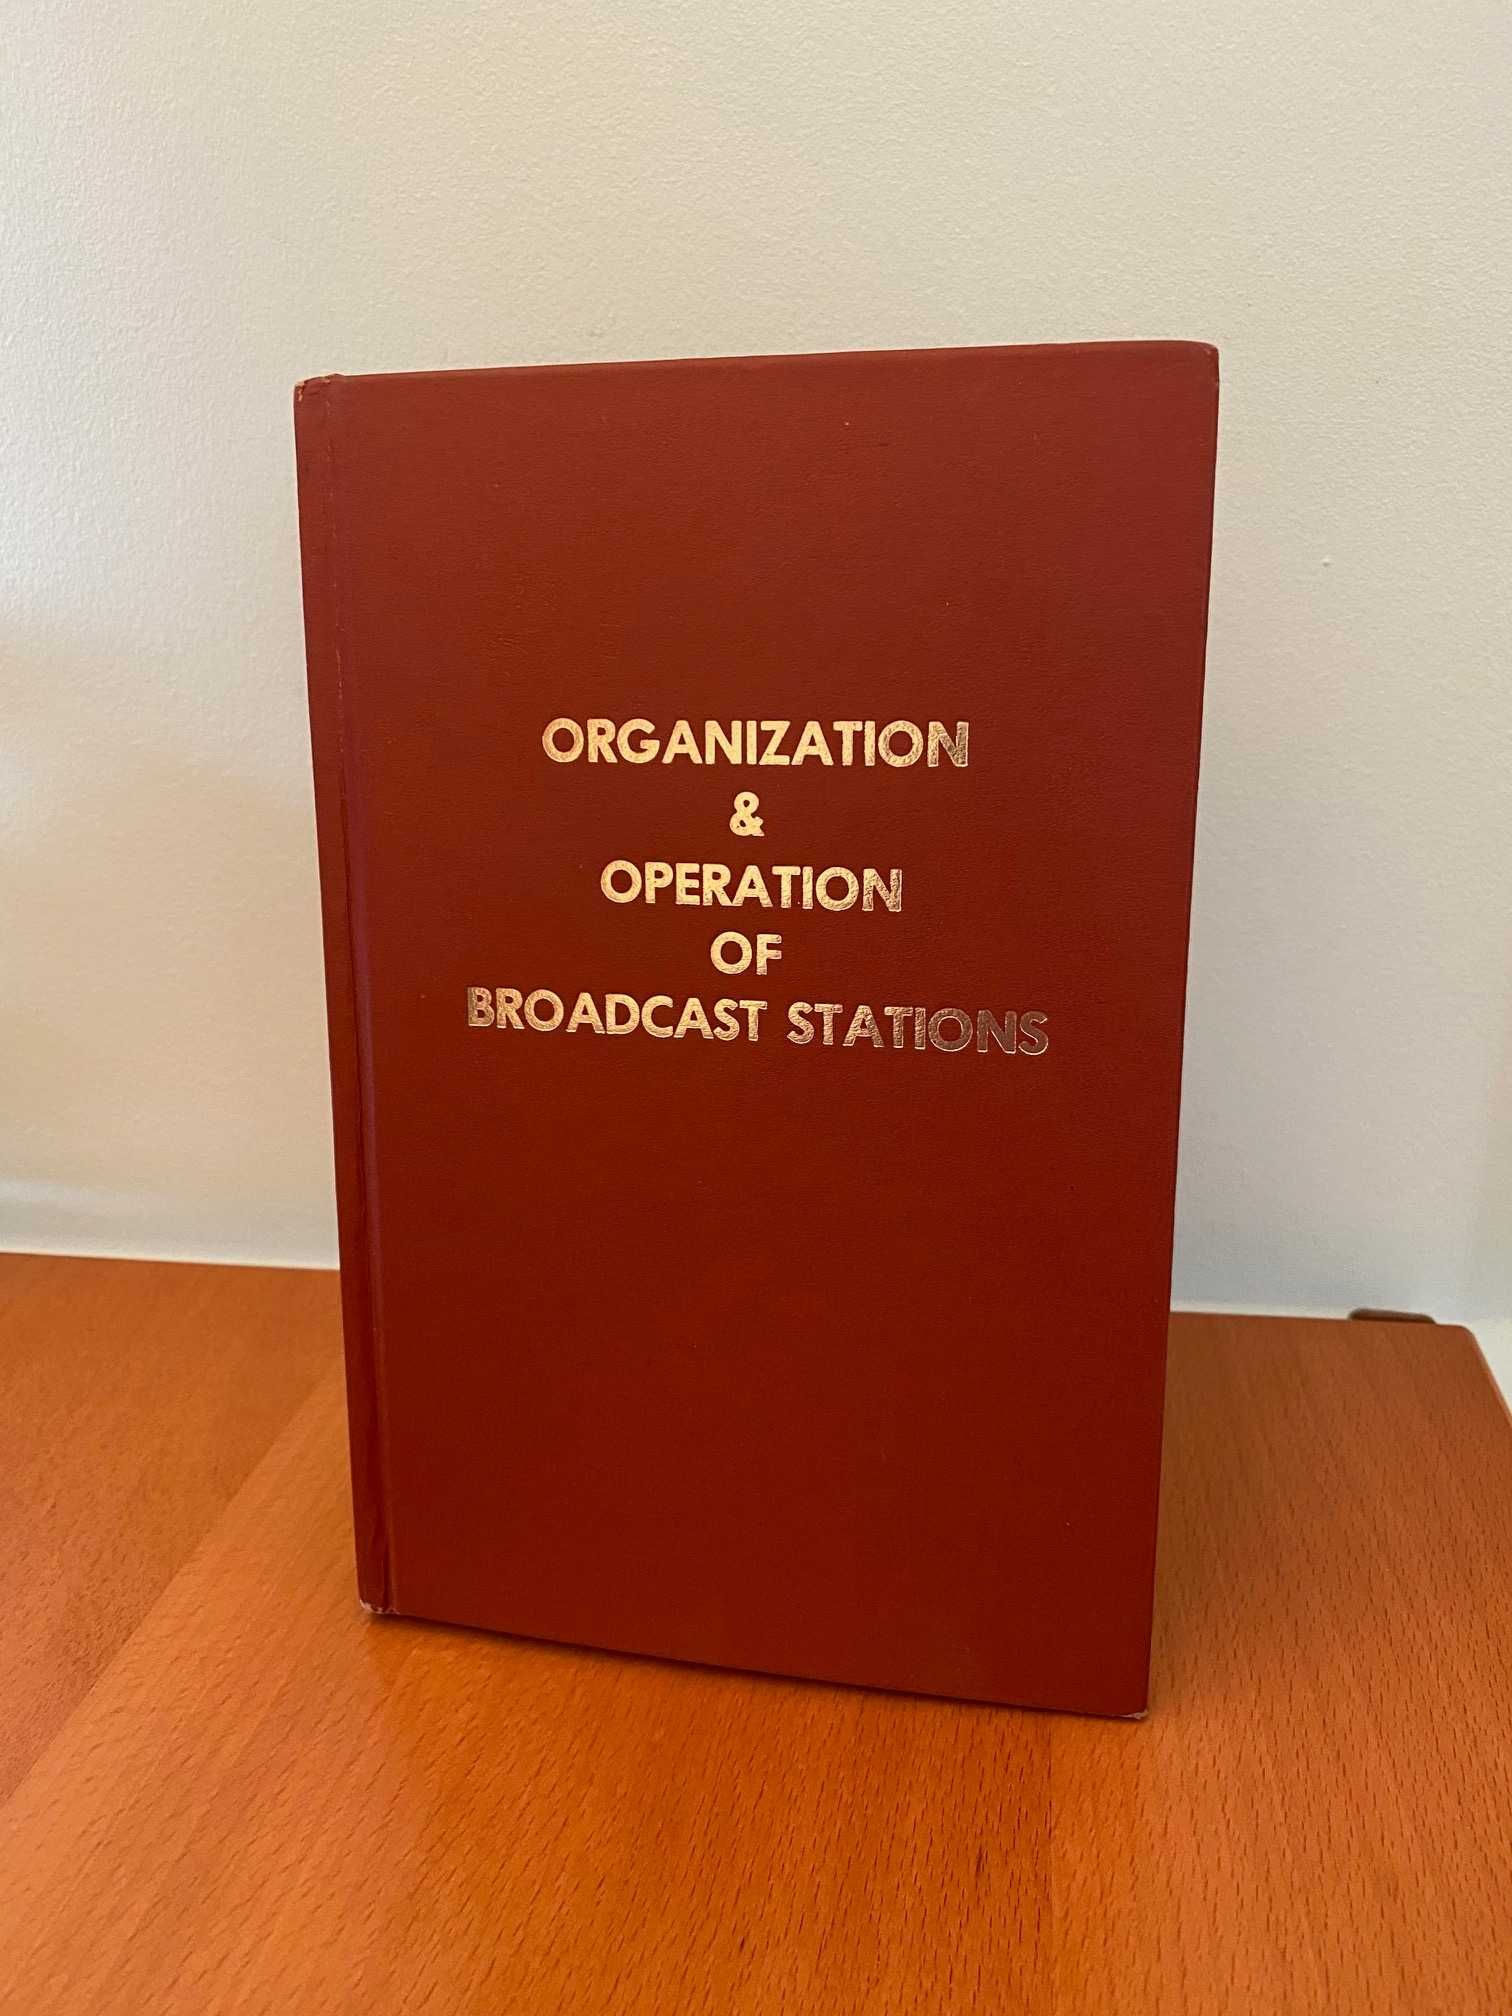 ORGANIZATION
&
OPERATION
OF
BROADCAST STATIONS